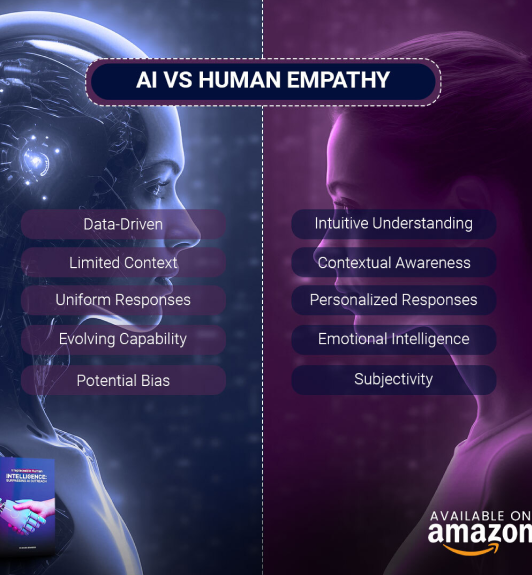 AI VS HUMAN EMPATHY
Data-Driven
Limited Context
Uniform Responses
Evolving Capability
Potential Bias
Intuitive Understanding
Contextual Awareness
Personalized Responses
Emotional Intelligence
Subjectivity
INTELLIGENCE:
AVAILABLE ON
amazon